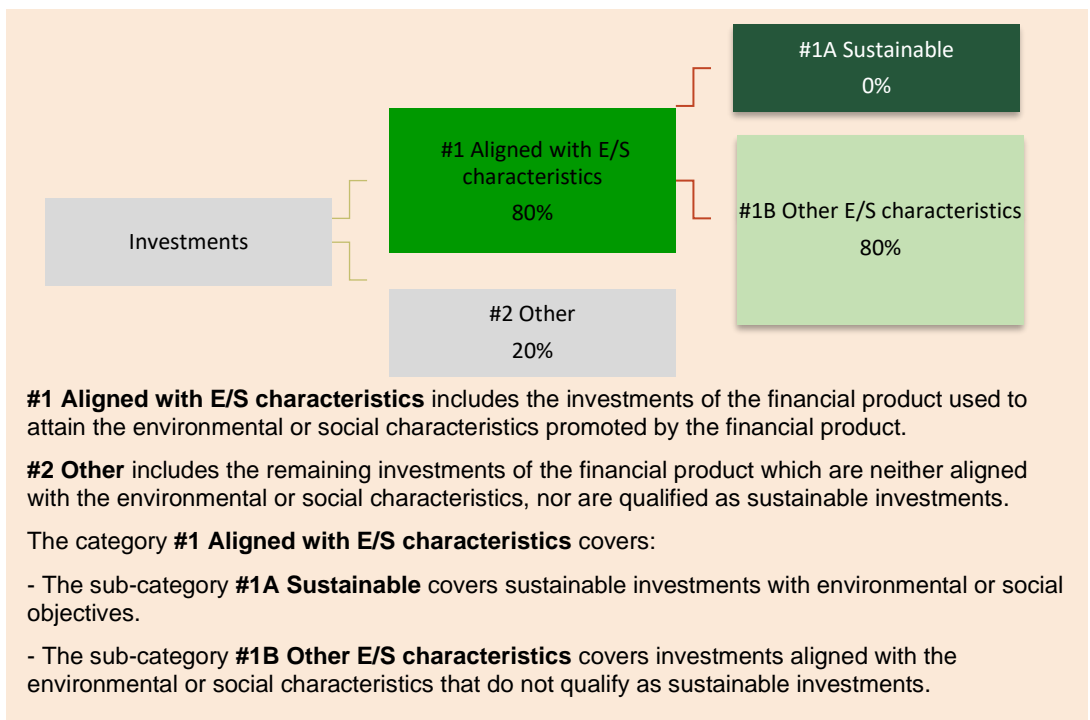 #1A Sustainable
0%
#1 Aligned with E/S
characteristics
80%
#1B Other E/S characteristics
80%
Investments
#2 Other
20%
#1 Aligned with E/S characteristics includes the investments of the financial product used to
attain the environmental or social characteristics promoted by the financial product.
#2 Other includes the remaining investments of the financial product which are neither aligned
with the environmental or social characteristics, nor are qualified as sustainable investments.
The category #1 Aligned with E/S characteristics covers:
- The sub-category #1A Sustainable covers sustainable investments with environmental or social
objectives.
- The sub-category #1B Other E/S characteristics covers investments aligned with the
environmental or social characteristics that do not qualify as sustainable investments.